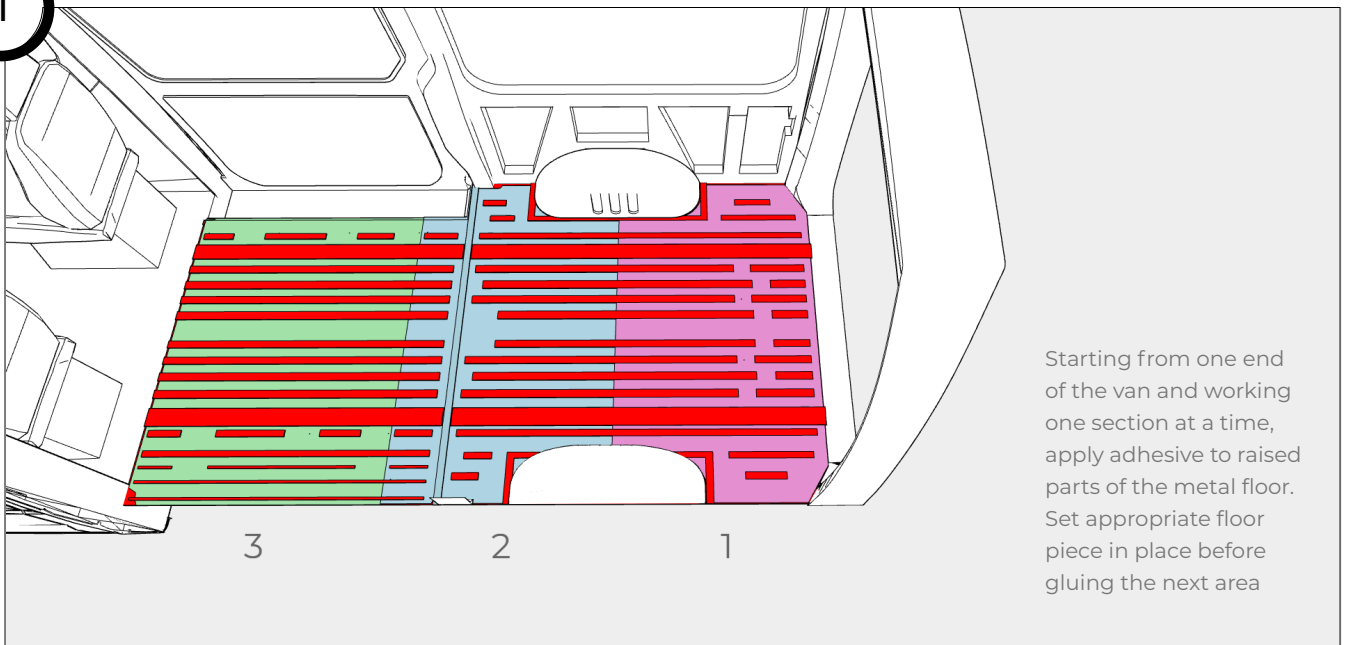 Starting from one end
of the van and working
one section at a time,
apply adhesive to raised
parts of the metal floor.
Set appropriate floor
piece in place before
gluing the next area
3 2 1